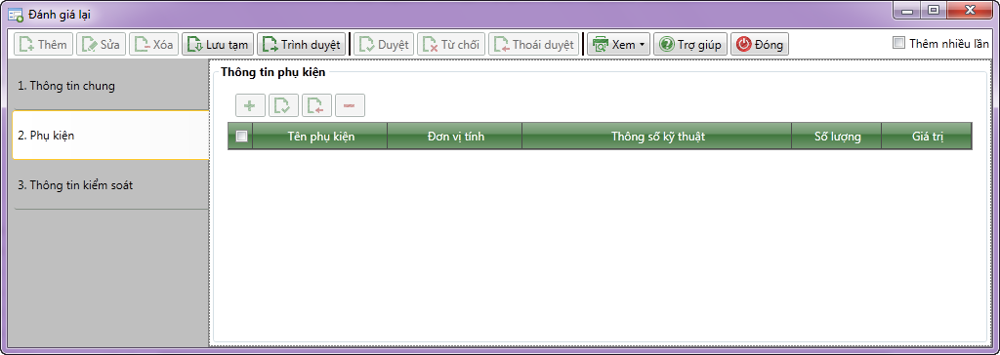 Đánh giá lại
Thêm Sửa Xóa Lưu tạm Trình duyệt Duyệt Từ chối Thoái duyệt Xem Trợ giúp Đóng Thêm nhiều lần
1. Thông tin chung
2. Phụ kiện
3. Thông tin kiểm soát
Thông tin phụ kiện
Tên phụ kiện Đơn vị tính Thông số kỹ thuật Số lượng Giá trị